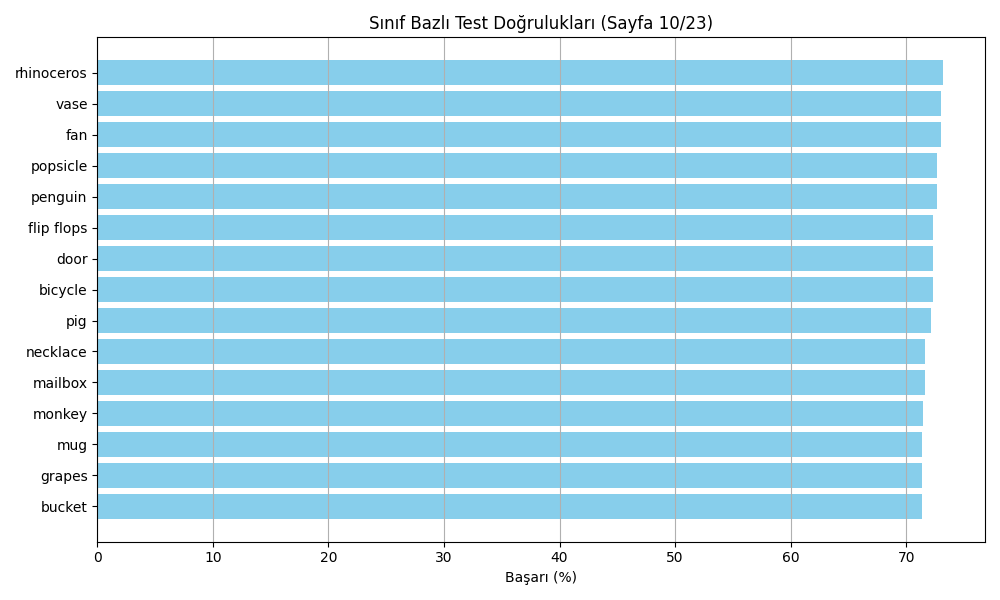 Sınıf Bazlı Test Doğrulukları (Sayfa 10/23)
rhinoceros
vase
fan
popsicle
penguin
flip flops
door
bicycle
pig
necklace
mailbox
monkey
mug
grapes
bucket
0 10 20 30 40 50 60 70
Başarı (%)